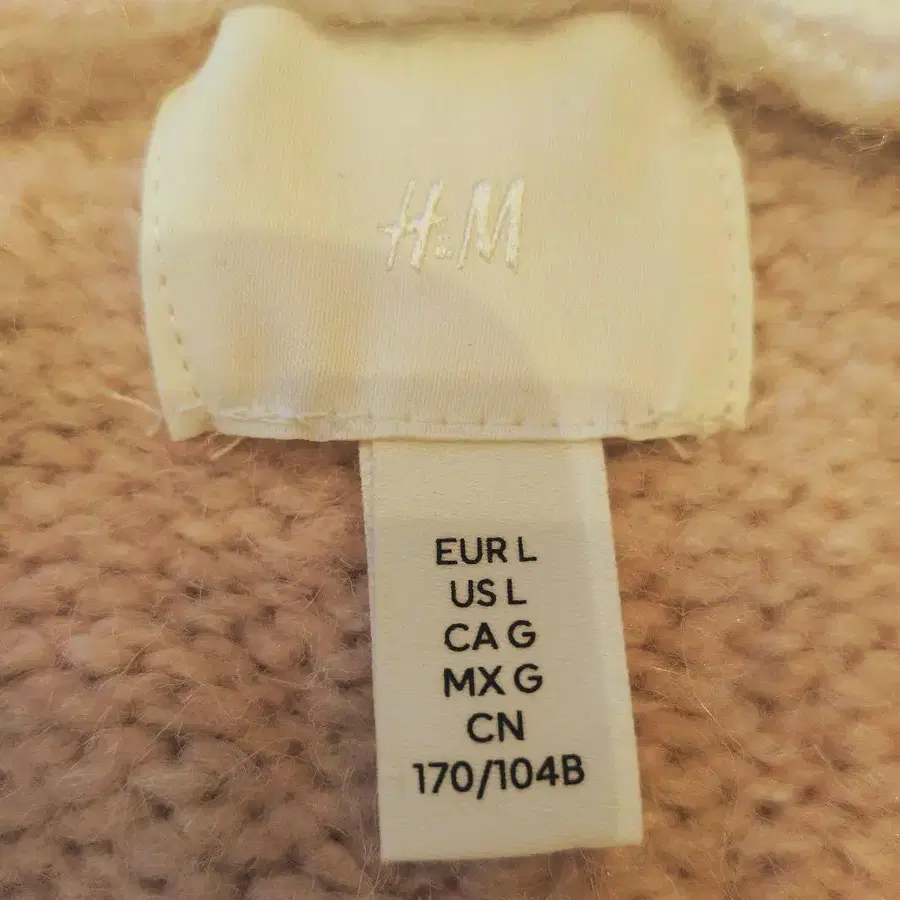 H&M
EUR L
US L
CA G
MX G
CN
170/104B